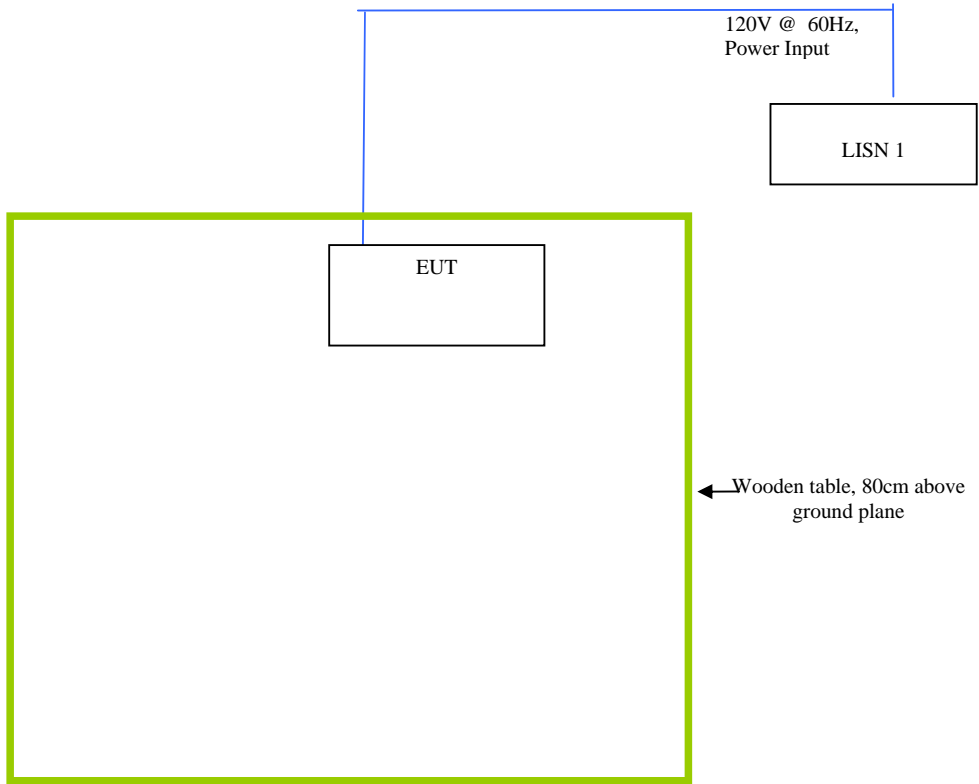 120V @ 60Hz,
Power Input
LISN 1
EUT
Wooden table, 80cm above
ground plane